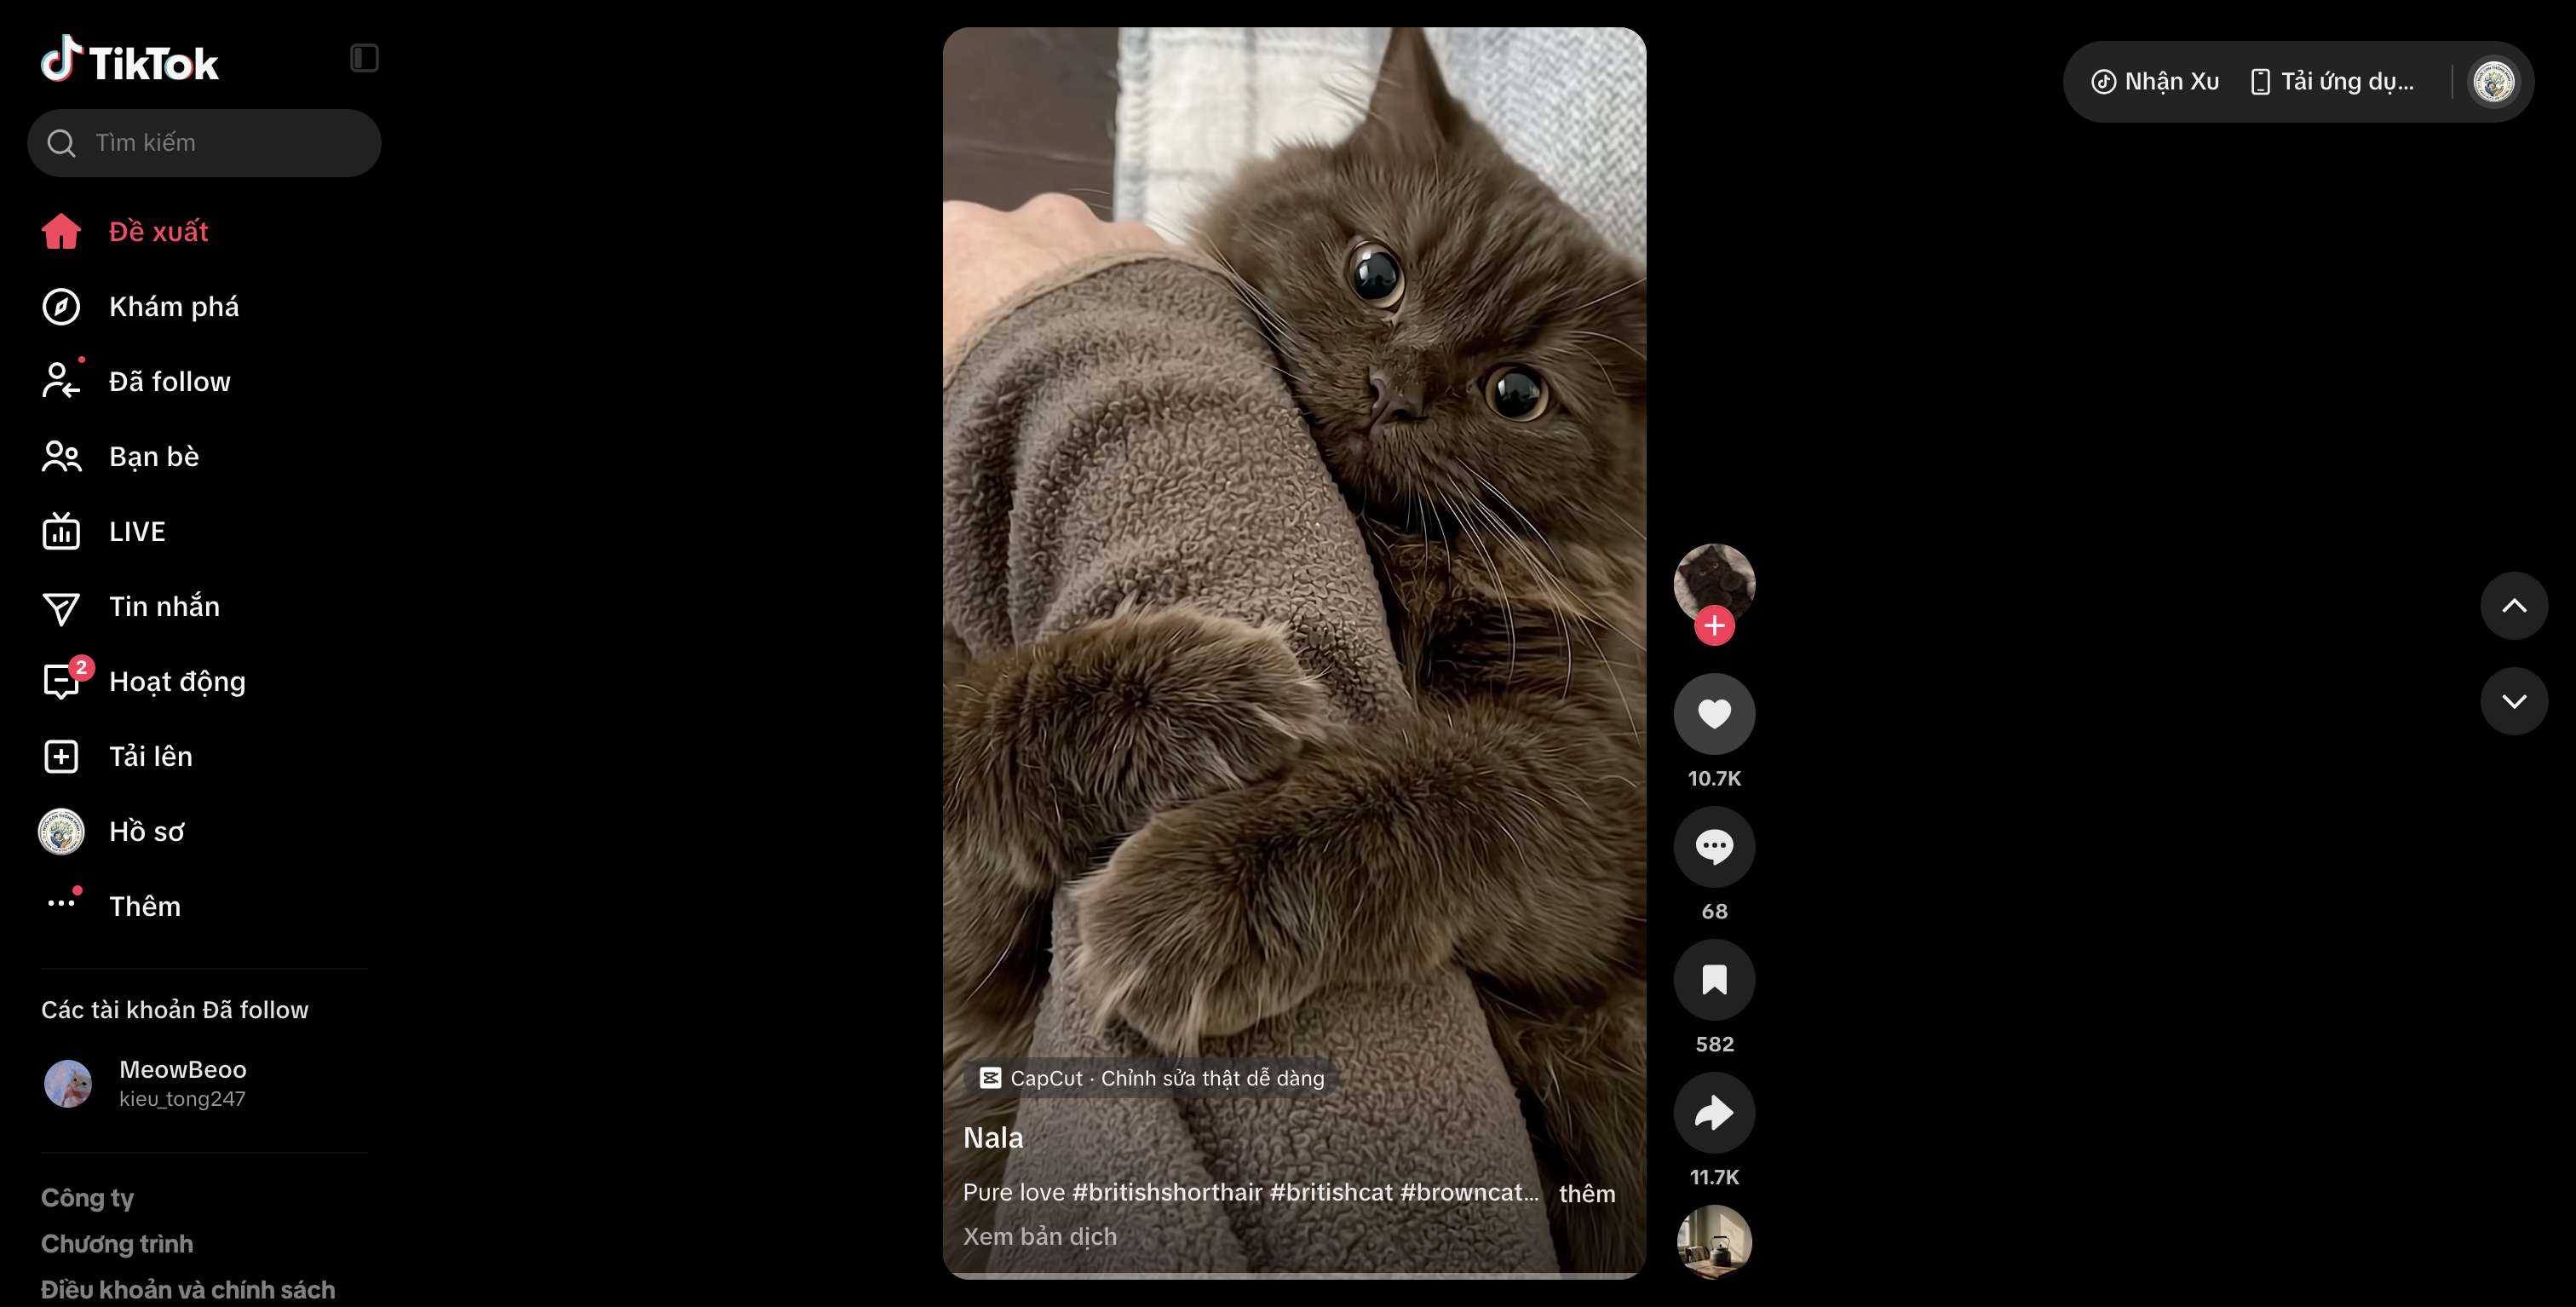 TikTok
Tìm kiếm
Đề xuất
Khám phá
Đã follow
Bạn bè
LIVE
Tin nhắn
2
Hoạt động
Tải lên
Hồ sơ
Thêm
Các tài khoản Đã follow
MeowBeoo
kieu_tong247
Công ty
Chương trình
Điều khoản và chính sách
CapCut · Chỉnh sửa thật dễ dàng
Nala
Pure love #britishshorthair #britishcat #browncat... thêm
Xem bản dịch
10.7K
68
582
11.7K
Nhận Xu
Tải ứng dụ...